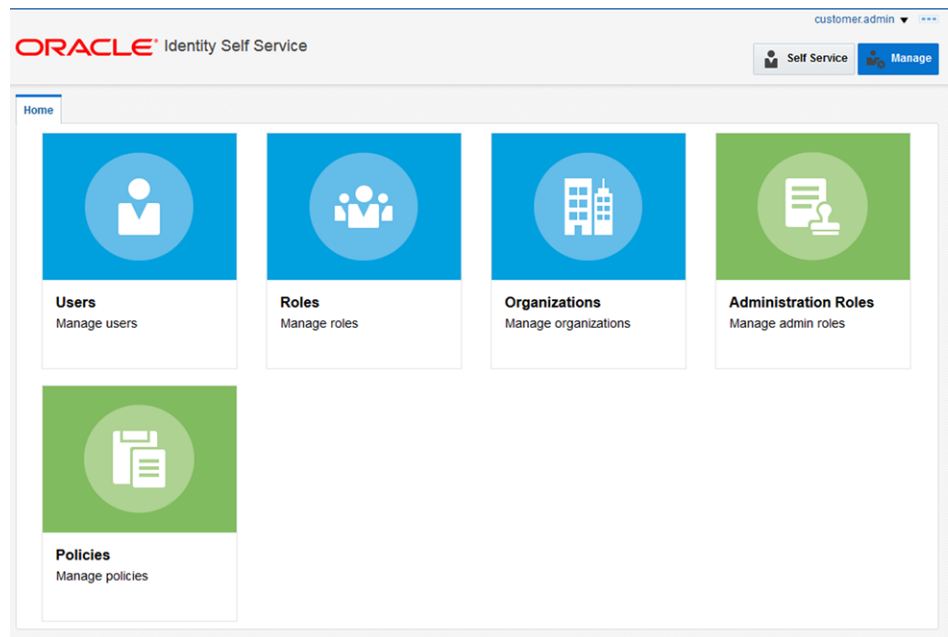 customer.admin
ORACLE® Identity Self Service
Self Service
Manage
Home
Users
Manage users
Roles
Manage roles
Organizations
Manage organizations
Administration Roles
Manage admin roles
Policies
Manage policies